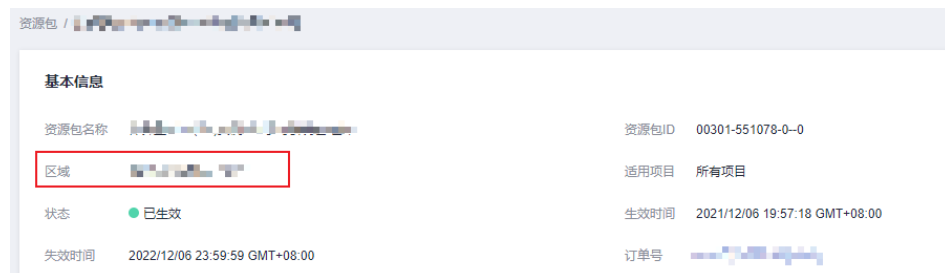 资源包 /
基本信息
资源包名称
资源包ID 00301-551078-0--0
区域
适用项目 所有项目
状态 已生效
生效时间 2021/12/06 19:57:18 GMT+08:00
失效时间 2022/12/06 23:59:59 GMT+08:00
订单号